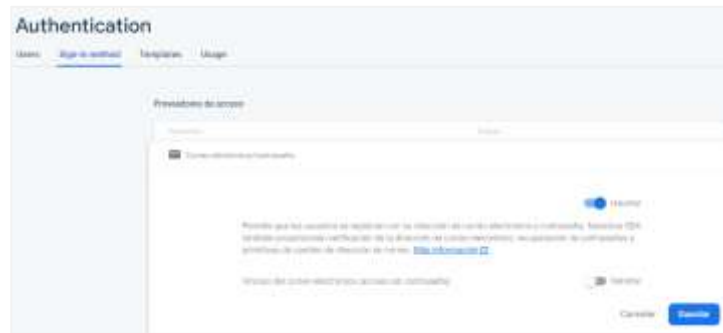 Authentication
Users Sign-in method Templates Usage
Proveedores de acceso
Correo electrónico/contraseña
Habilitar
Permite que los usuarios se registren con su dirección de correo electrónico y contraseña. Nuestros SDK
también proporcionan verificación de la dirección de correo electrónico, recuperación de contraseñas y
primitivas de cambio de dirección de correo. Más información
Vínculo del correo electrónico (acceso sin contraseña)
Habilitar
Cancelar Guardar